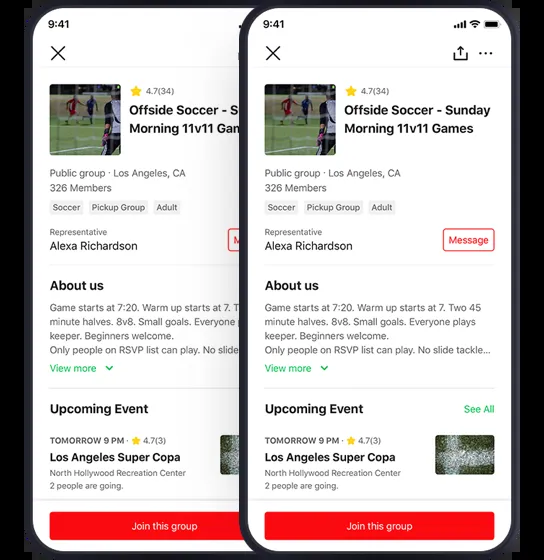 9:41
4.7(34)
Offside Soccer - S
Morning 11v11 Gam
Public group · Los Angeles, CA
326 Members
Soccer
Pickup Group
Adult
Representative
Alexa Richardson
About us
Game starts at 7:20. Warm up starts at 7. T
minute halves. 8v8. Small goals. Everyone p
keeper. Beginners welcome.
Only people on RSVP list can play. No slide
View more
Upcoming Event
TOMORROW 9 PM · 4.7(3)
Los Angeles Super Copa
North Hollywood Recreation Center
2 people are going.
Join this group
9:41
4.7(34)
Offside Soccer - Sunday
Morning 11v11 Games
Public group · Los Angeles, CA
326 Members
Soccer
Pickup Group
Adult
Representative
Alexa Richardson
Message
About us
Game starts at 7:20. Warm up starts at 7. Two 45
minute halves. 8v8. Small goals. Everyone plays
keeper. Beginners welcome.
Only people on RSVP list can play. No slide tackle...
View more
Upcoming Event
See All
TOMORROW 9 PM · 4.7(3)
Los Angeles Super Copa
North Hollywood Recreation Center
2 people are going.
Join this group